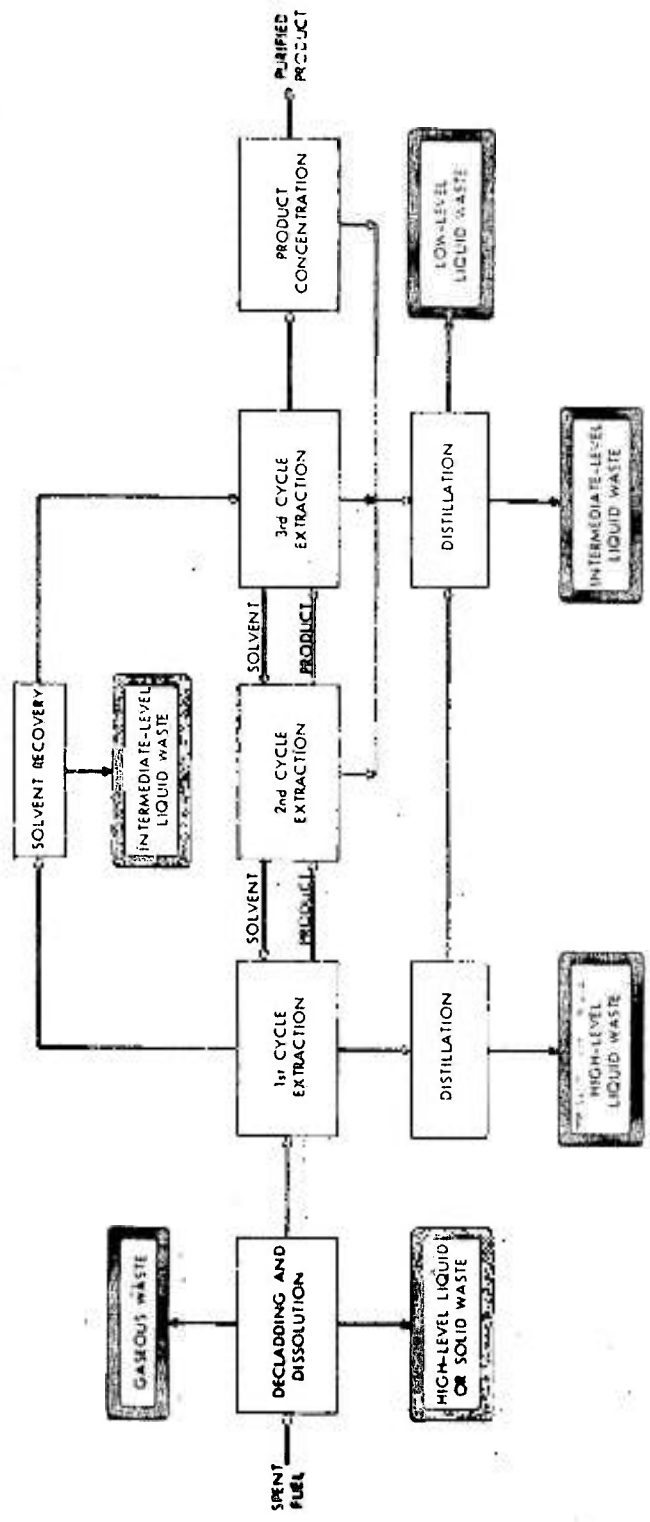 SPENT
FUEL
GASEOUS WASTE
DECLADDING AND
DISSOLUTION
HIGH-LEVEL LIQUID
OR SOLID WASTE
1st CYCLE
EXTRACTION
DISTILLATION
HIGH-LEVEL
LIQUID WASTE
SOLVENT
PRODUCT
SOLVENT RECOVERY
INTERMEDIATE-LEVEL
LIQUID WASTE
2nd CYCLE
EXTRACTION
SOLVENT
PRODUCT
3rd CYCLE
EXTRACTION
DISTILLATION
INTERMEDIATE-LEVEL
LIQUID WASTE
PRODUCT
CONCENTRATION
LOW-LEVEL
LIQUID WASTE
PURIFIED
PRODUCT